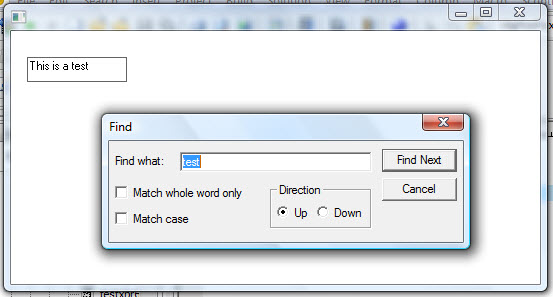 This is a test
Find
Find what: test
Find Next
Match whole word only
Direction
Cancel
Up Down
Match case